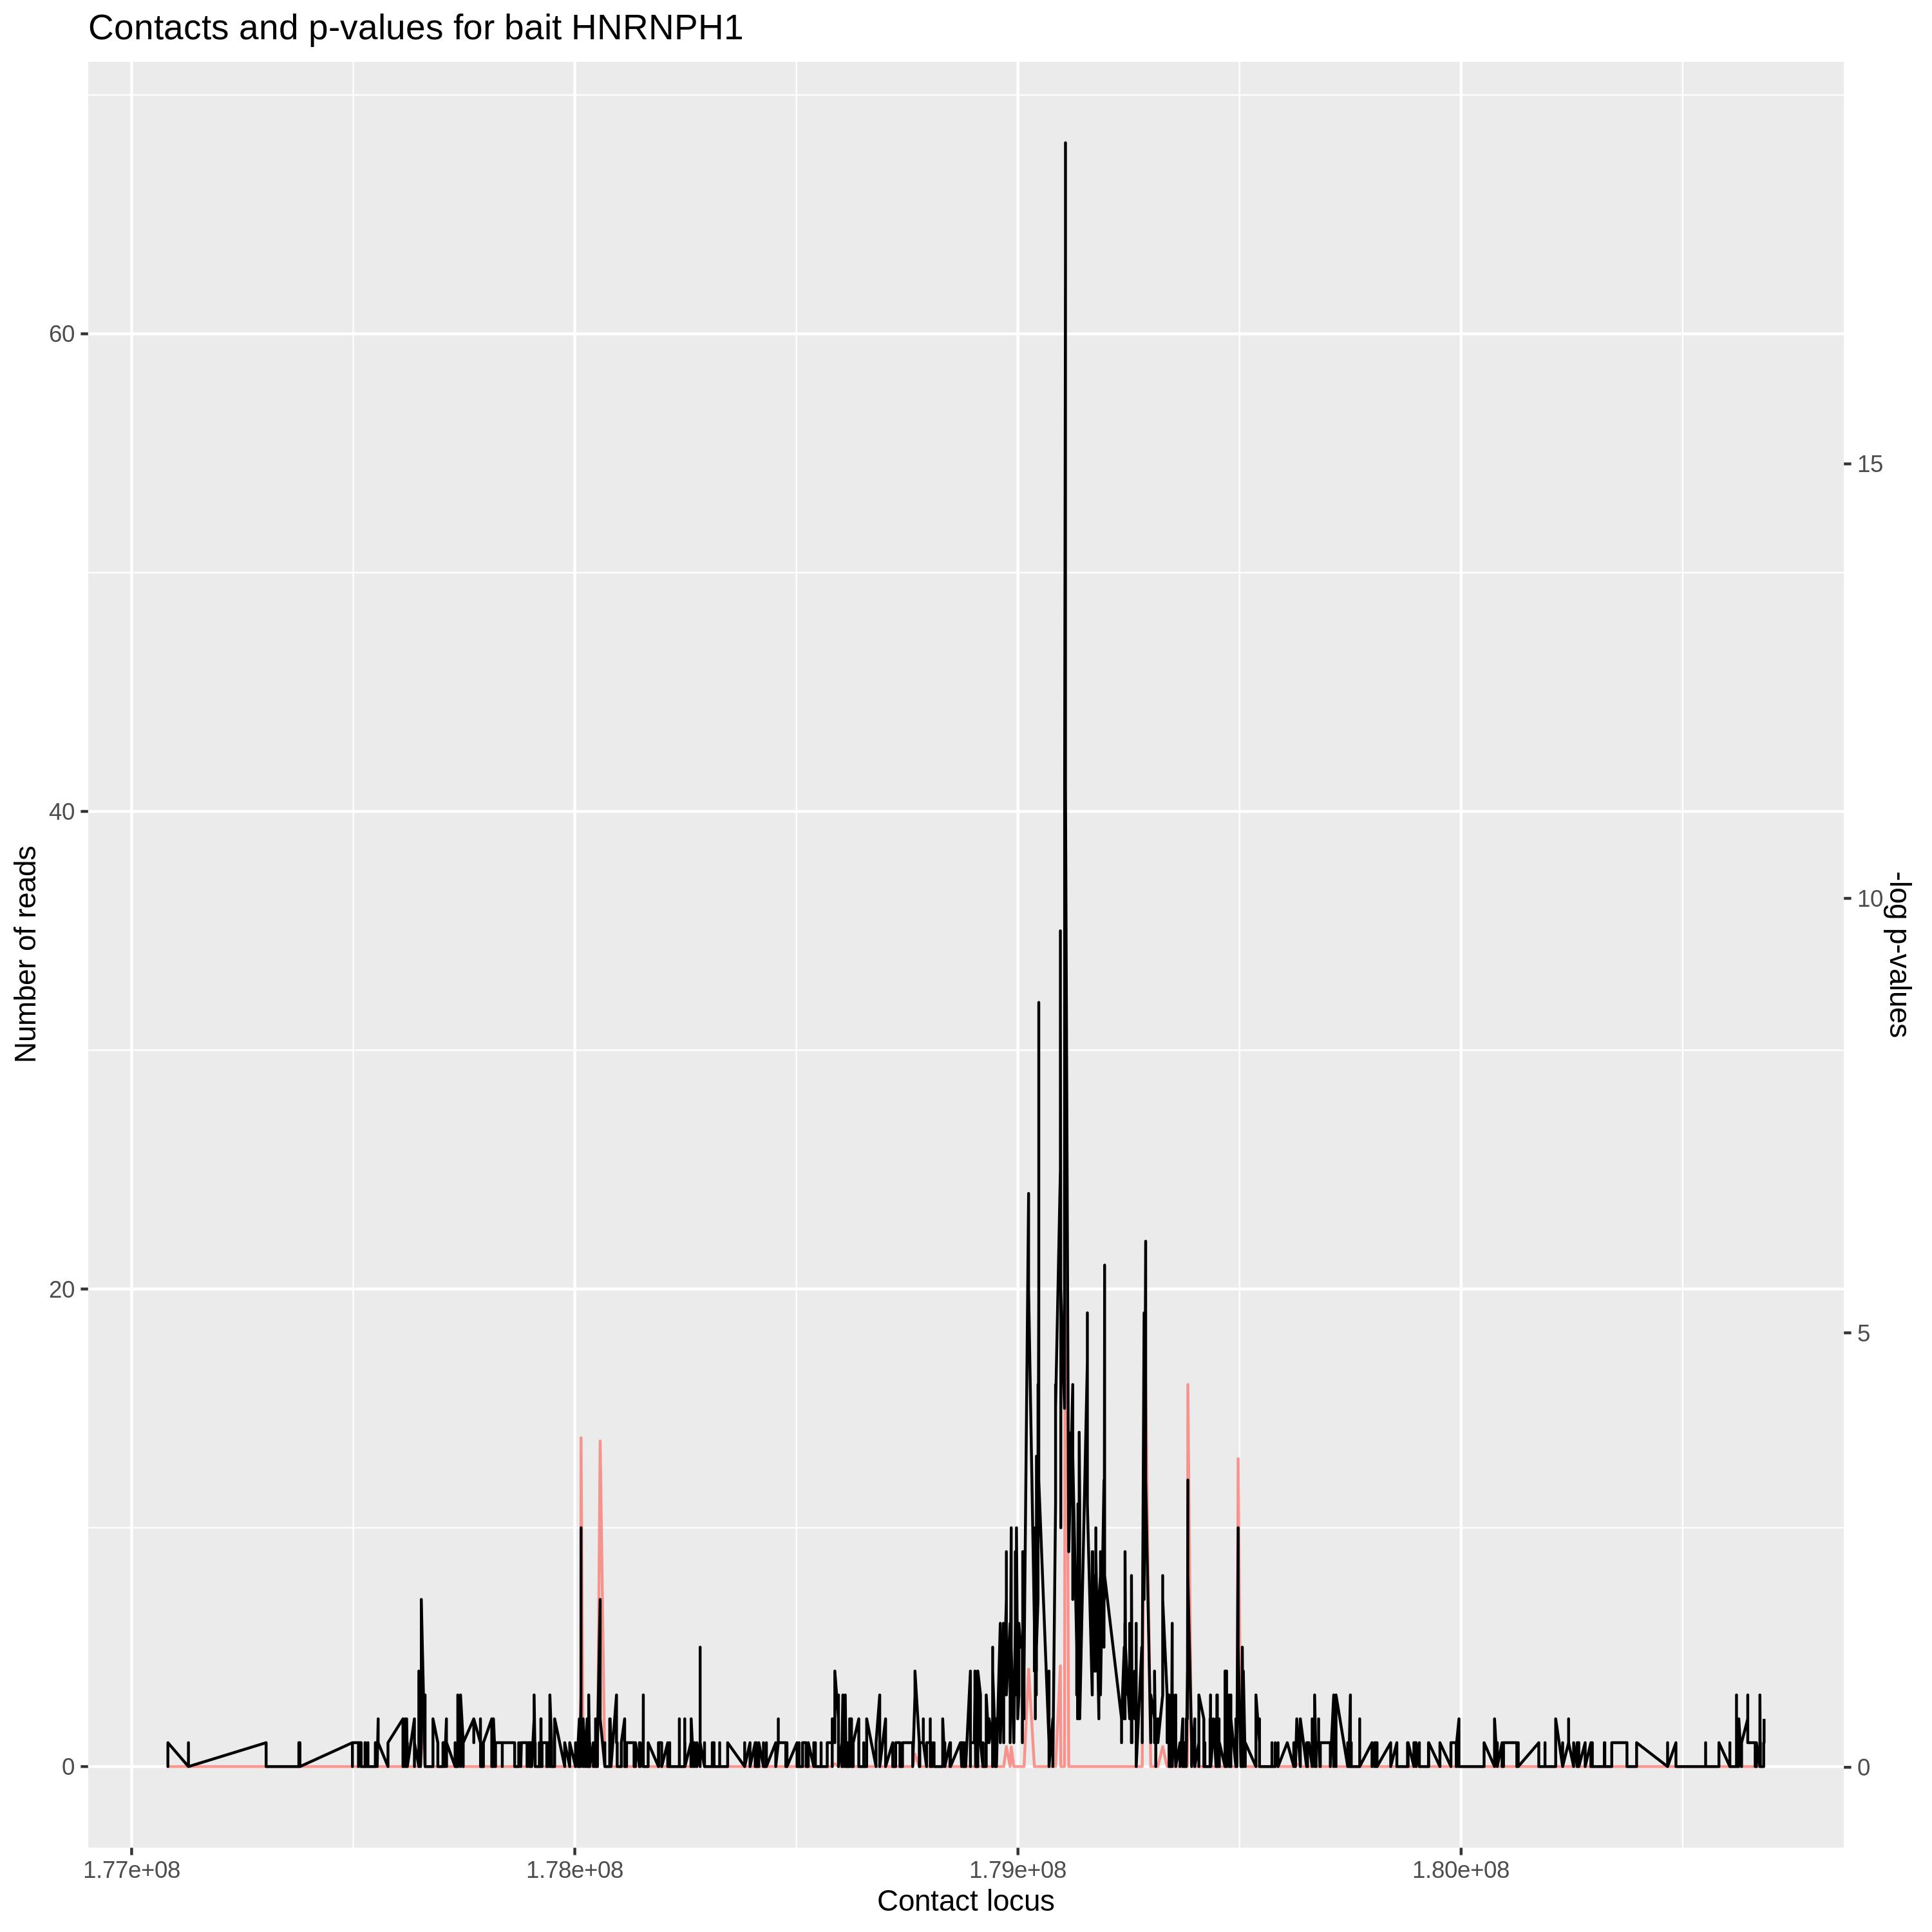 Contacts and p-values for bait HNRNPH1
60
40
20
0
Number of reads
15
10
5
0
-log p-values
1.77e+08 1.78e+08 1.79e+08 1.80e+08
Contact locus